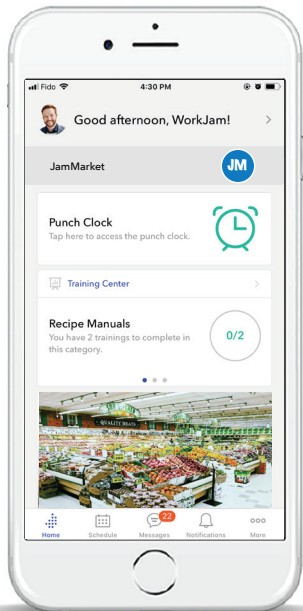 Fido
4:30 PM
Good afternoon, WorkJam!
JamMarket
JM
Punch Clock
Tap here to access the punch clock.
Training Center
Recipe Manuals
You have 2 trainings to complete in
this category.
0/2
QUALITY MEATS
22
Home
Schedule
Messages
Notifications
More